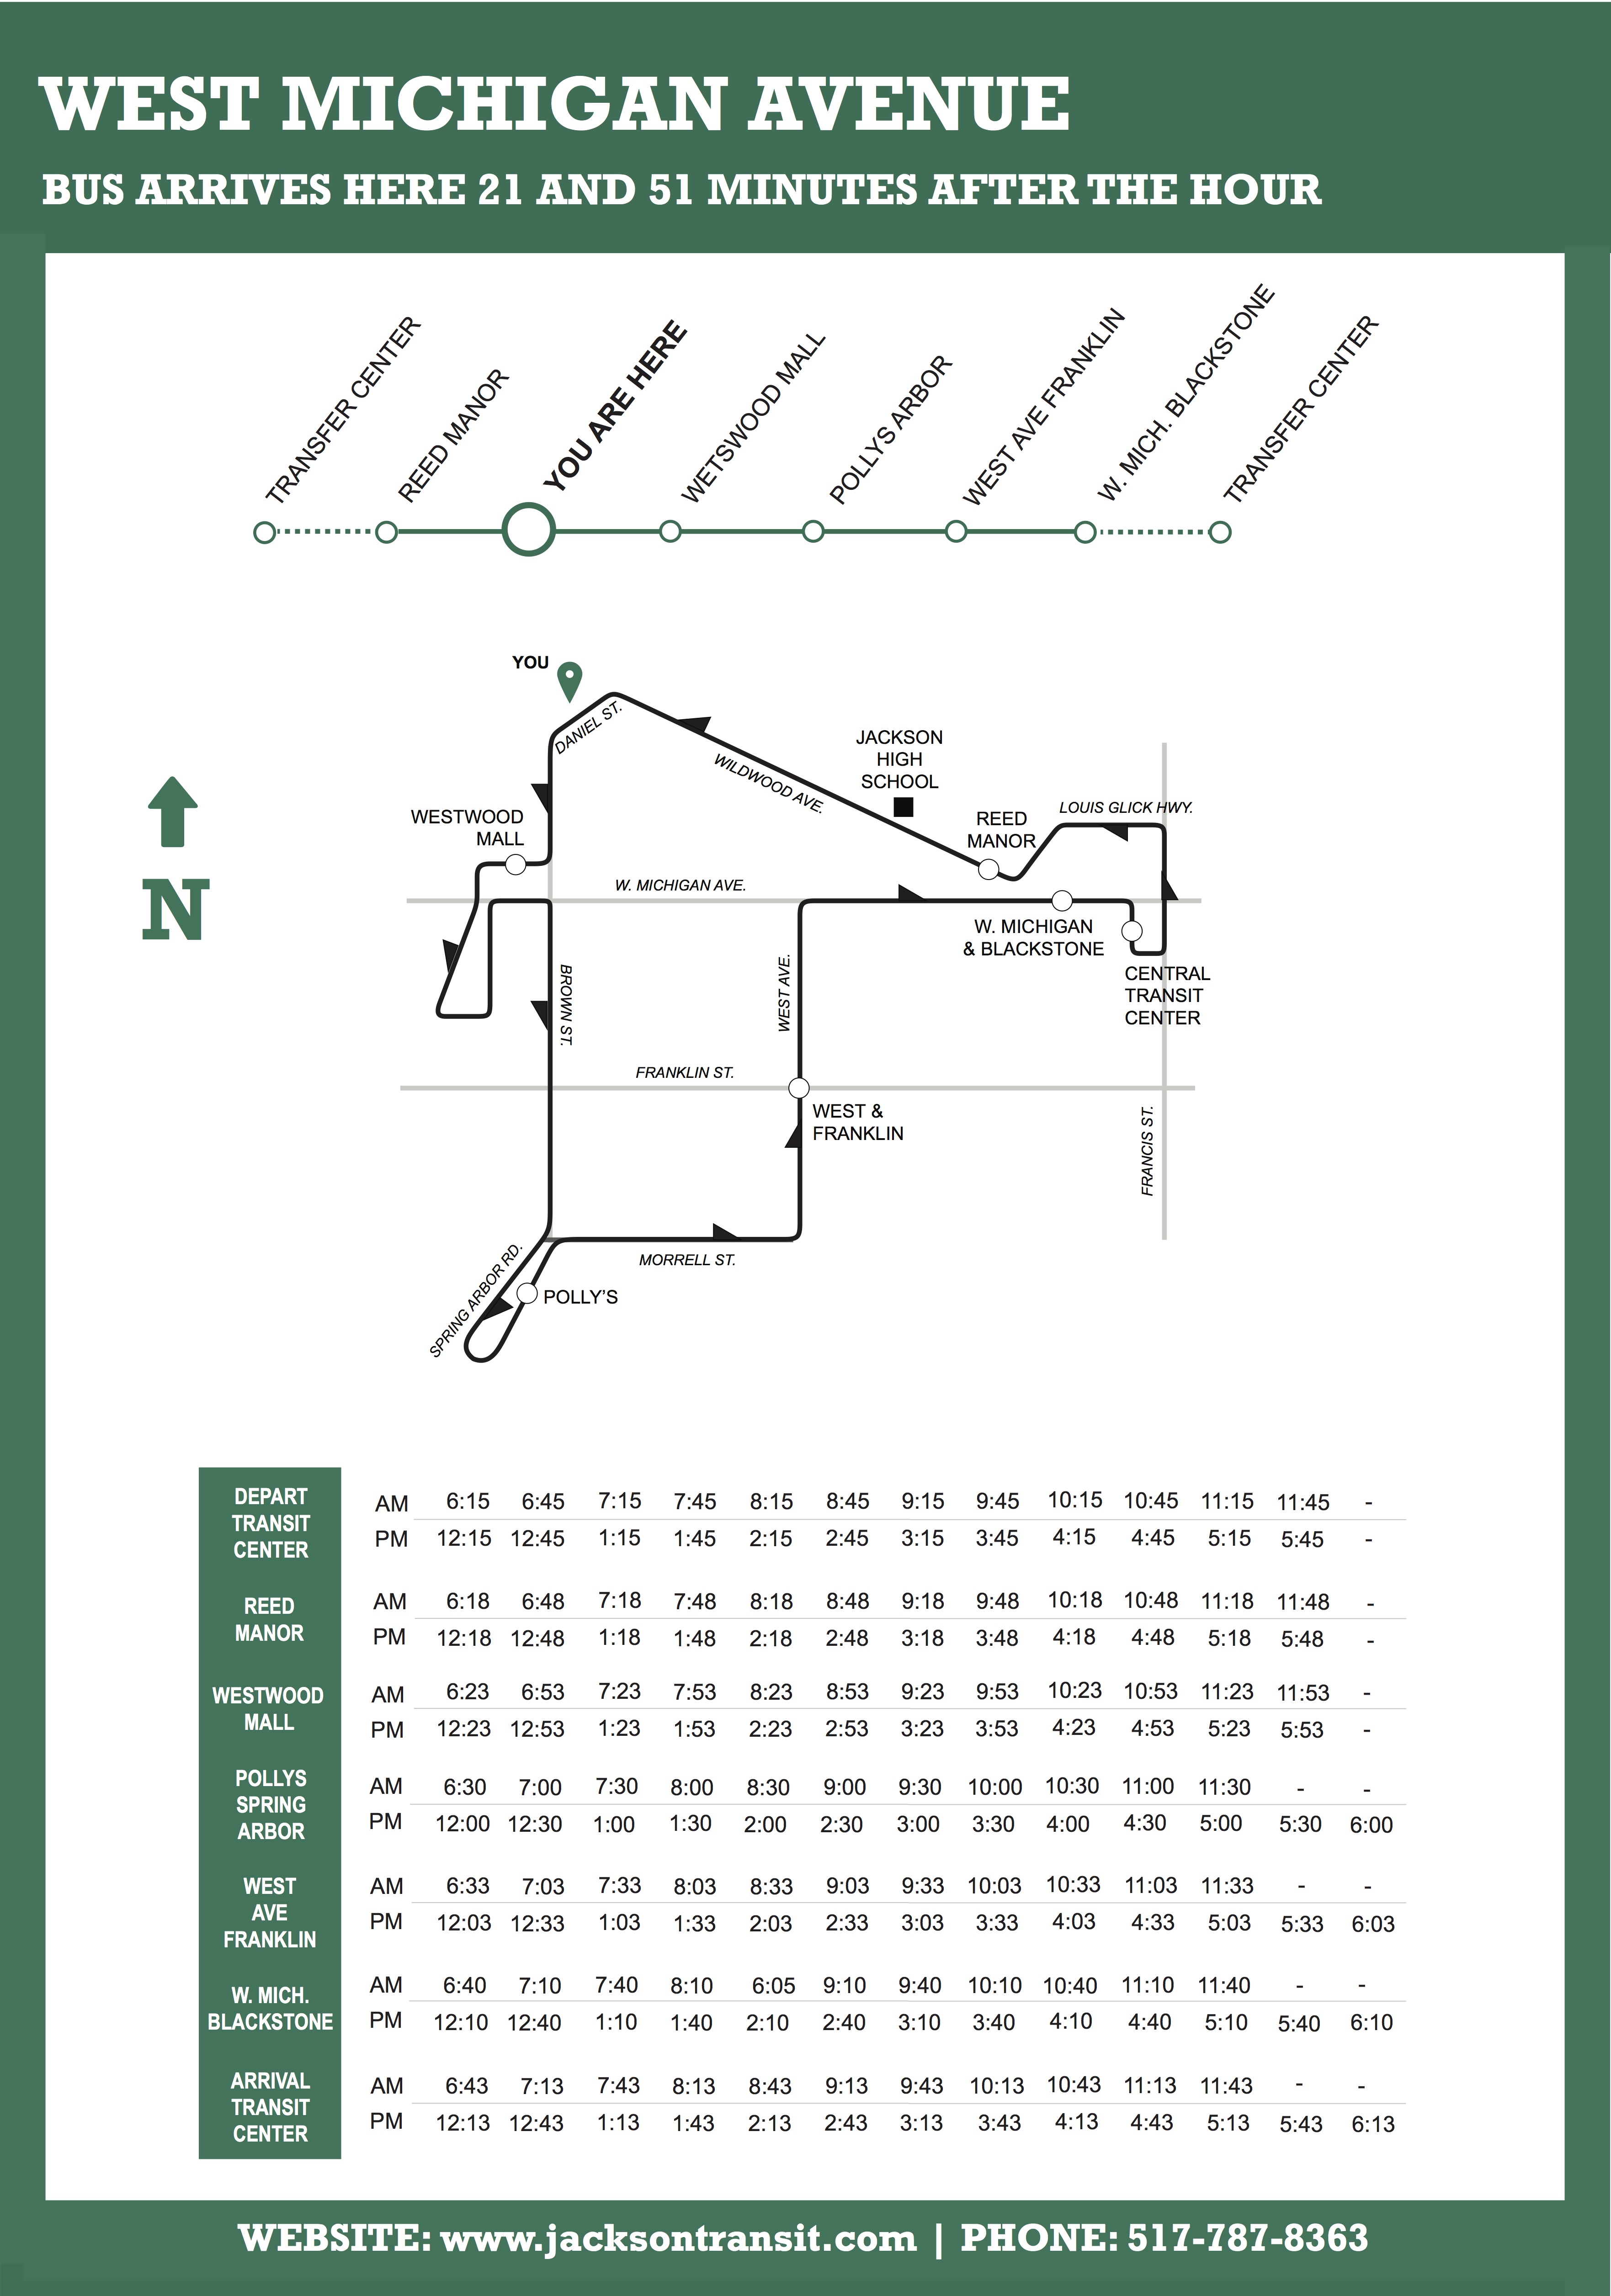 WEST MICHIGAN AVENUE
BUS ARRIVES HERE 21 AND 51 MINUTES AFTER THE HOUR
TRANSFER CENTER
REED MANOR
YOU ARE HERE
WETSWOOD MALL
POLLYS ARBOR
WEST AVE FRANKLIN
W. MICH. BLACKSTONE
TRANSFER CENTER
YOU
DANIEL ST.
WILDWOOD AVE.
JACKSON
HIGH
SCHOOL
LOUIS GLICK HWY.
REED
MANOR
WESTWOOD
MALL
N
W. MICHIGAN AVE.
W. MICHIGAN
& BLACKSTONE
CENTRAL
TRANSIT
CENTER
BROWN ST.
WEST AVE.
FRANKLIN ST.
WEST &
FRANKLIN
FRANCIS ST.
MORRELL ST.
SPRING ARBOR RD.
POLLY'S
DEPART
TRANSIT
CENTER
AM 6:15 6:45 7:15 7:45 8:15 8:45 9:15 9:45 10:15 10:45 11:15 11:45 -
PM 12:15 12:45 1:15 1:45 2:15 2:45 3:15 3:45 4:15 4:45 5:15 5:45 -
REED
MANOR
AM 6:18 6:48 7:18 7:48 8:18 8:48 9:18 9:48 10:18 10:48 11:18 11:48 -
PM 12:18 12:48 1:18 1:48 2:18 2:48 3:18 3:48 4:18 4:48 5:18 5:48 -
WESTWOOD
MALL
AM 6:23 6:53 7:23 7:53 8:23 8:53 9:23 9:53 10:23 10:53 11:23 11:53 -
PM 12:23 12:53 1:23 1:53 2:23 2:53 3:23 3:53 4:23 4:53 5:23 5:53 -
POLLYS
SPRING
ARBOR
AM 6:30 7:00 7:30 8:00 8:30 9:00 9:30 10:00 10:30 11:00 11:30 - -
PM 12:00 12:30 1:00 1:30 2:00 2:30 3:00 3:30 4:00 4:30 5:00 5:30 6:00
WEST
AVE
FRANKLIN
AM 6:33 7:03 7:33 8:03 8:33 9:03 9:33 10:03 10:33 11:03 11:33 - -
PM 12:03 12:33 1:03 1:33 2:03 2:33 3:03 3:33 4:03 4:33 5:03 5:33 6:03
W. MICH.
BLACKSTONE
AM 6:40 7:10 7:40 8:10 6:05 9:10 9:40 10:10 10:40 11:10 11:40 - -
PM 12:10 12:40 1:10 1:40 2:10 2:40 3:10 3:40 4:10 4:40 5:10 5:40 6:10
ARRIVAL
TRANSIT
CENTER
AM 6:43 7:13 7:43 8:13 8:43 9:13 9:43 10:13 10:43 11:13 11:43 - -
PM 12:13 12:43 1:13 1:43 2:13 2:43 3:13 3:43 4:13 4:43 5:13 5:43 6:13
WEBSITE: www.jacksontransit.com | PHONE: 517-787-8363